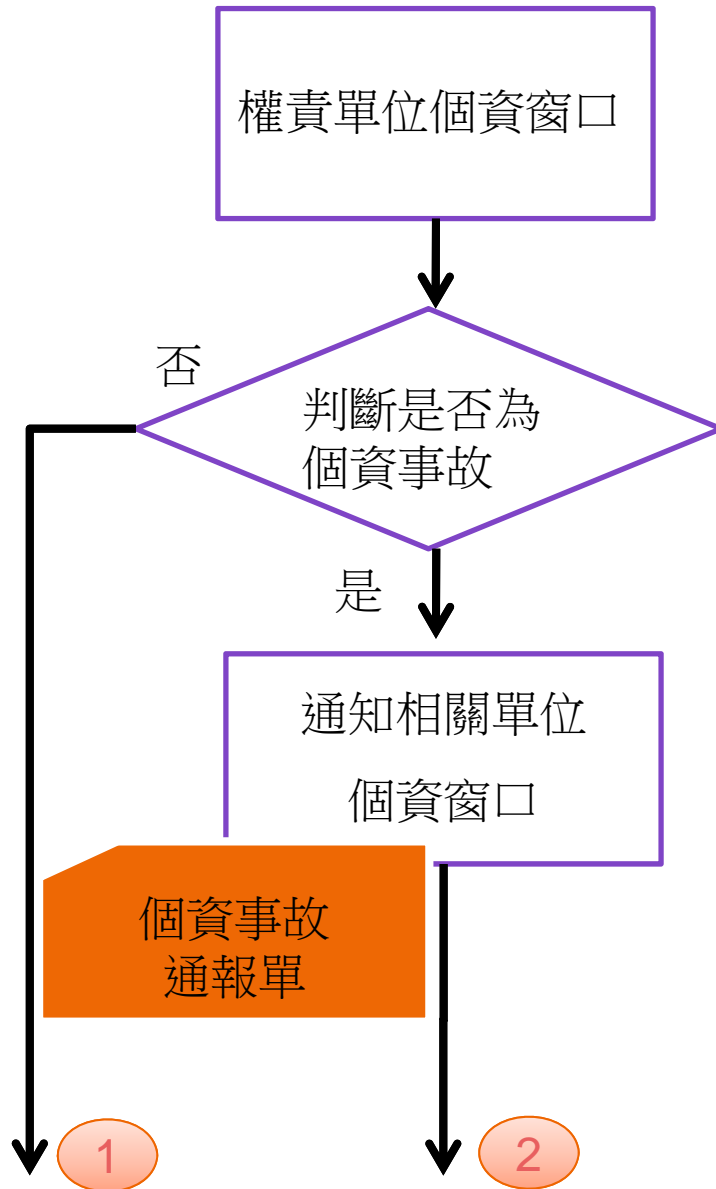 權責單位個資窗口
否
判斷是否為
個資事故
是
通知相關單位
個資窗口
個資事故
通報單
1
2